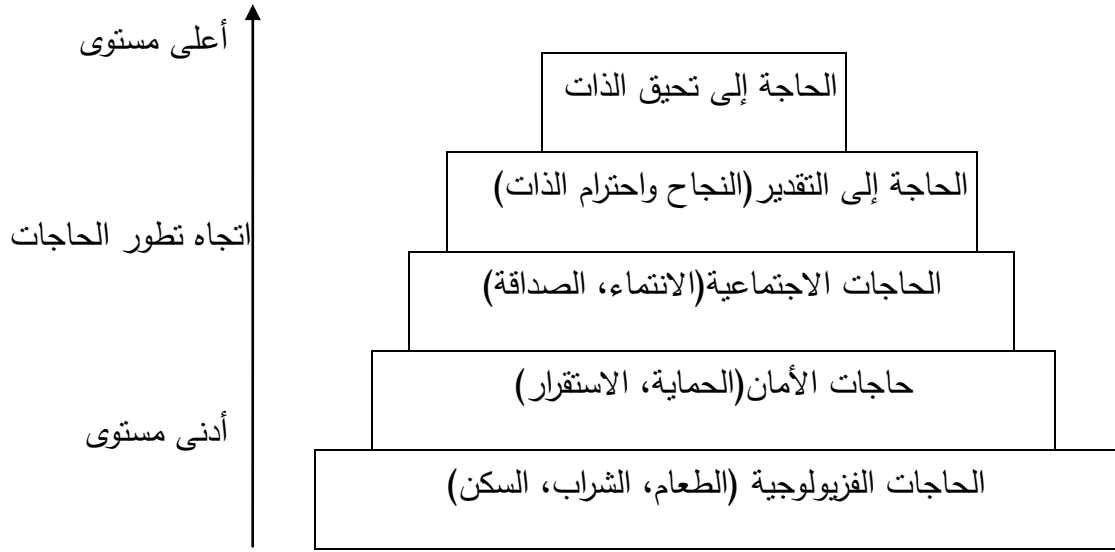 أعلى مستوى
الحاجة إلى تحيق الذات
الحاجة إلى التقدير(النجاح واحترام الذات)
اتجاه تطور الحاجات
الحاجات الاجتماعية(الانتماء، الصداقة)
حاجات الأمان(الحماية، الاستقرار)
أدنى مستوى
الحاجات الفزيولوجية (الطعام، الشراب، السكن)